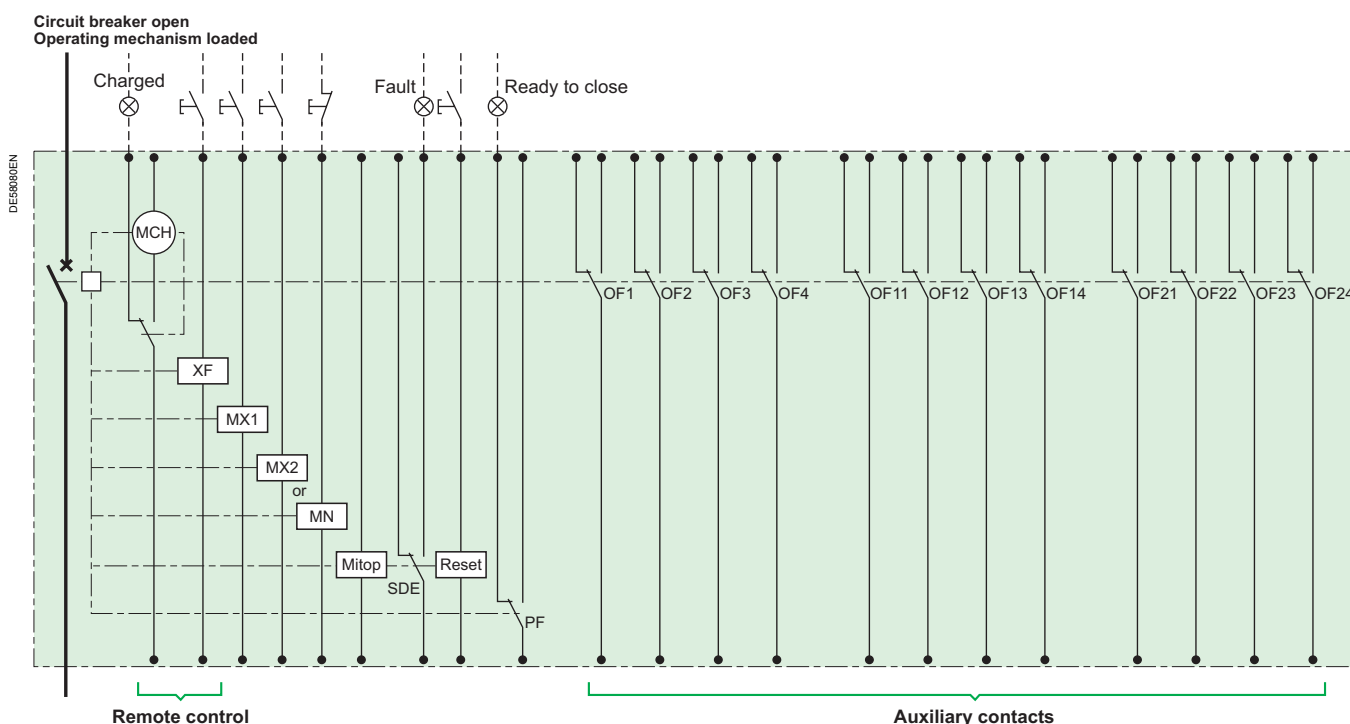 Circuit breaker open
Operating mechanism loaded
Charged
Fault
Ready to close
DE58080EN
MCH
OF1
OF2
OF3
OF4
OF11
OF12
OF13
OF14
OF21
OF22
OF23
OF24
XF
MX1
MX2
or
MN
Mitop
SDE
Reset
PF
Remote control
Auxiliary contacts